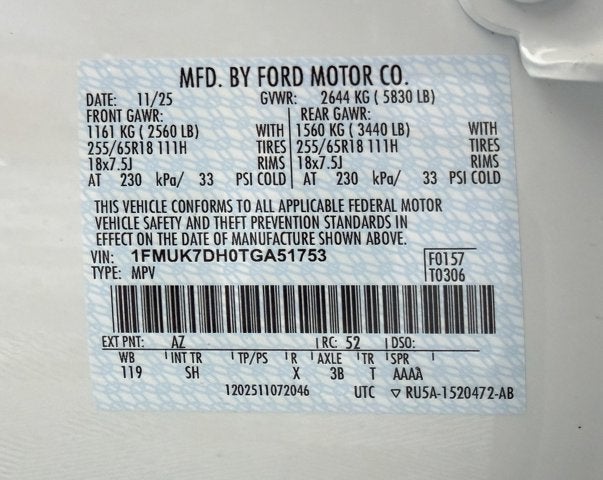 MFD. BY FORD MOTOR CO.
DATE: 11/25 GVWR: 2644 KG ( 5830 LB)
FRONT GAWR: REAR GAWR:
1161 KG ( 2560 LB) WITH 1560 KG ( 3440 LB) WITH
255/65R18 111H TIRES 255/65R18 111H TIRES
18x7.5J RIMS 18x7.5J RIMS
AT 230 kPa/ 33 PSI COLD AT 230 kPa/ 33 PSI COLD
THIS VEHICLE CONFORMS TO ALL APPLICABLE FEDERAL MOTOR
VEHICLE SAFETY AND THEFT PREVENTION STANDARDS IN
EFFECT ON THE DATE OF MANUFACTURE SHOWN ABOVE.
VIN: 1FMUK7DH0TGA51753 F0157
TYPE: MPV T0306
EXT PNT: AZ RC: 52 DSO:
WB INT TR TP/PS R AXLE TR SPR
119 SH X 3B T AAAA
1202511072046 UTC ▽ RU5A-1520472-AB